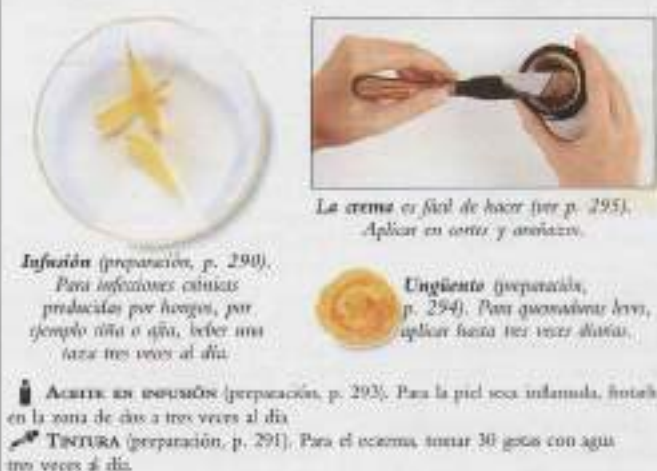 La crema es fácil de hacer (ver p. 295).
Aplicar en cortes y arañazos.
Infusión (preparación, p. 290).
Para infecciones crónicas
producidas por hongos, por
ejemplo tiña o afta, beber una
taza tres veces al día.
Ungüento (preparación,
p. 294). Para quemaduras leves,
aplicar hasta tres veces diarias.
ACEITE EN INFUSIÓN (preparación, p. 293). Para la piel seca inflamada, frotarlo
en la zona de dos a tres veces al día
TINTURA (preparación, p. 291). Para el eczema, tomar 30 gotas con agua
tres veces al día.